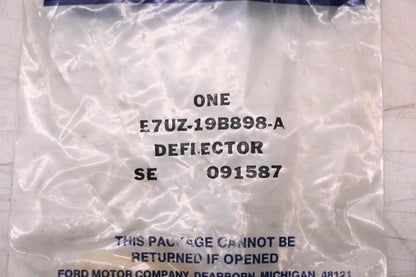 ONE
E7UZ-19B898-A
DEFLECTOR
SE 091587
THIS PACKAGE CANNOT BE
RETURNED IF OPENED
FORD MOTOR COMPANY, DEARBORN, MICHIGAN, 48121